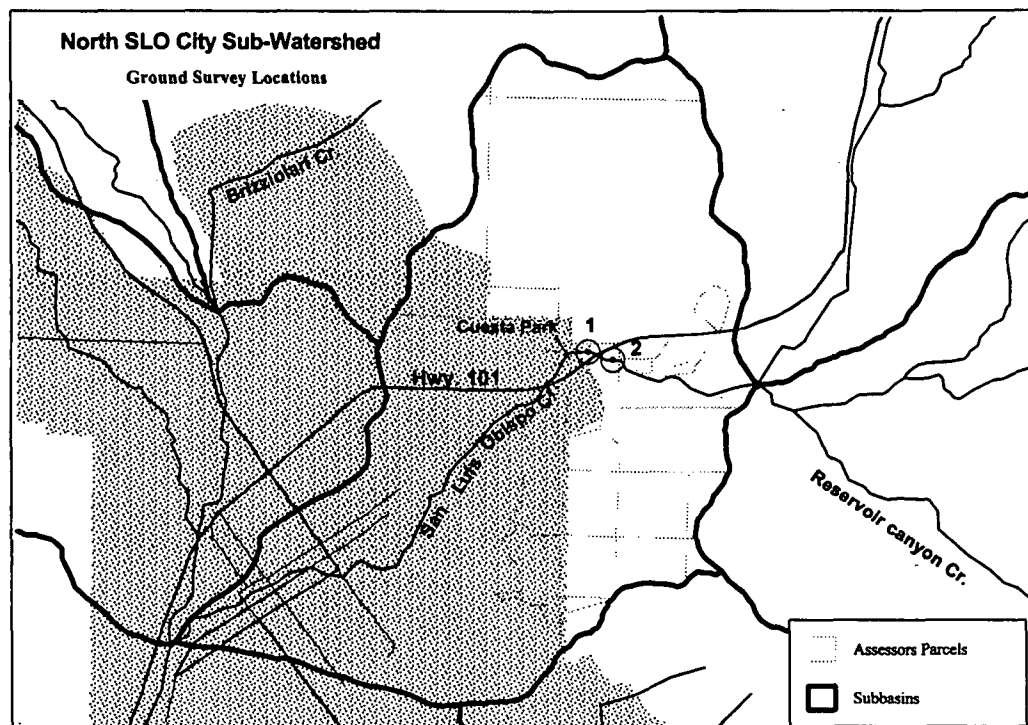 North SLO City Sub-Watershed
Ground Survey Locations
Brizziolari Cr.
Cuesta Park
1
2
Hwy. 101
San Luis Obispo Cr.
Reservoir canyon Cr.
Assessors Parcels
Subbasins